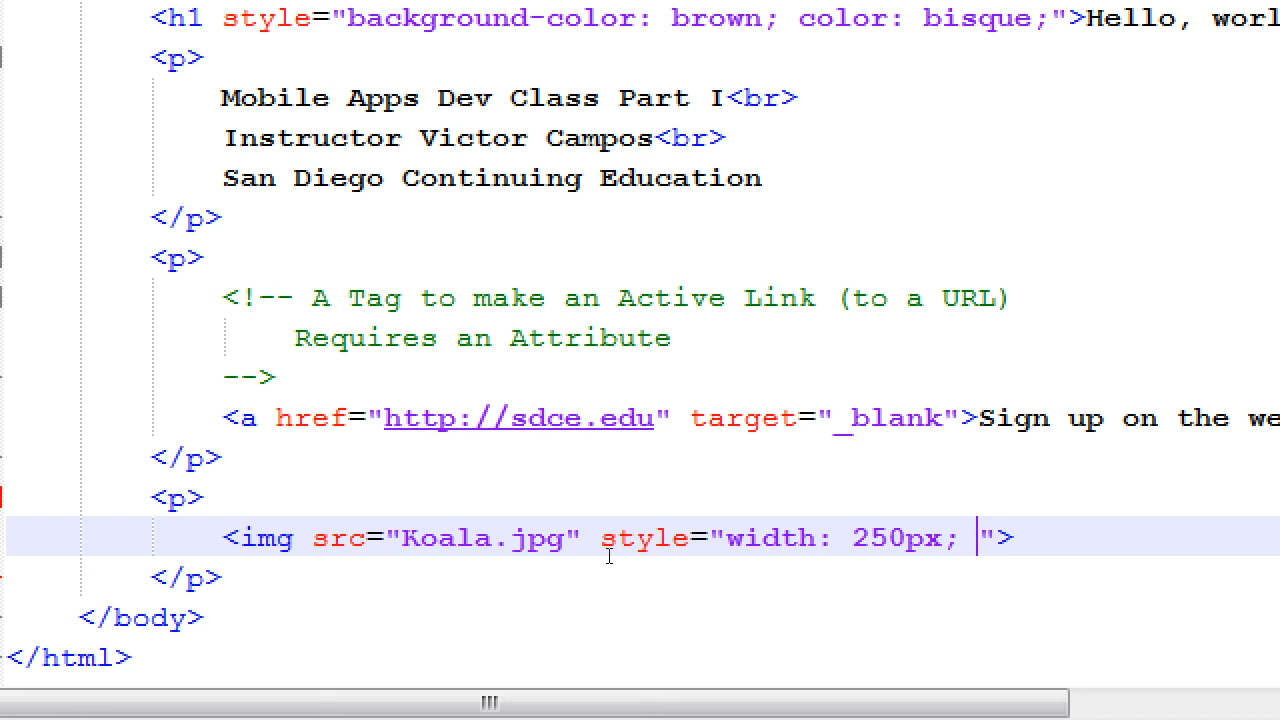 <h1 style="background-color: brown; color: bisque;">Hello, worl
<p>
Mobile Apps Dev Class Part I<br>
Instructor Victor Campos<br>
San Diego Continuing Education
</p>
<p>
<!-- A Tag to make an Active Link (to a URL)
Requires an Attribute
-->
<a href="http://sdce.edu" target="_blank">Sign up on the we
</p>
<p>
<img src="Koala.jpg" style="width: 250px; ">
</p>
</body>
</html>